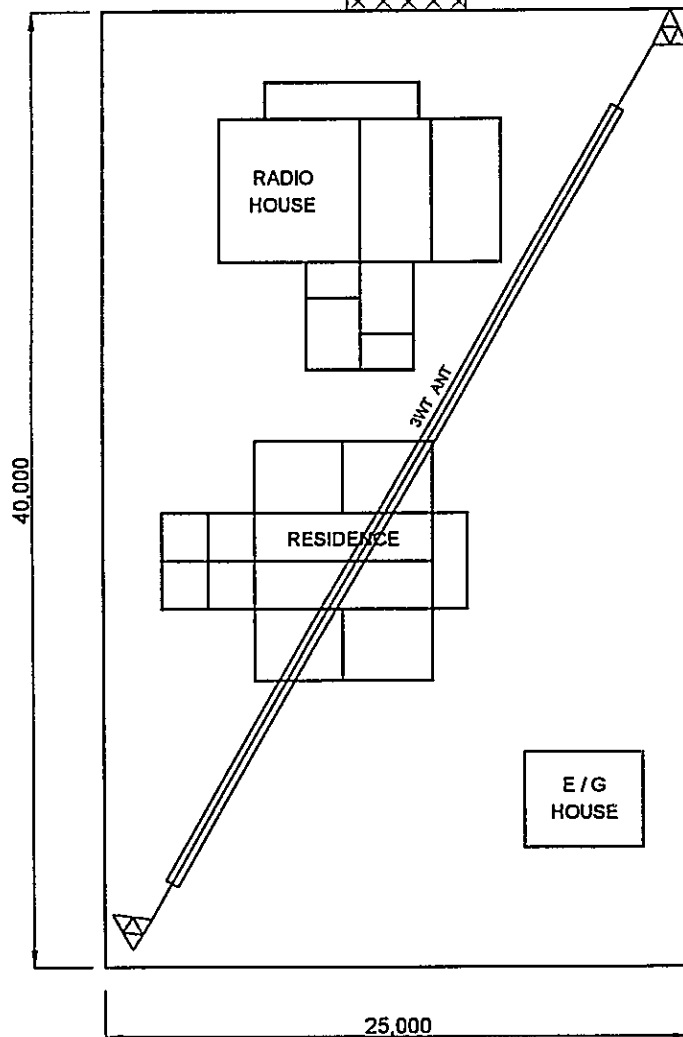 RADIO
HOUSE
3WT ANT
40,000
RESIDENCE
E / G
HOUSE
25,000